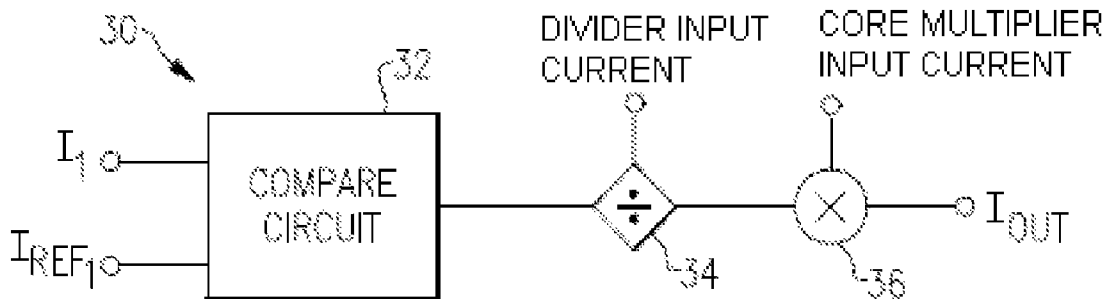 30
32
DIVIDER INPUT
CURRENT
CORE MULTIPLIER
INPUT CURRENT
I1
IREF1
COMPARE
CIRCUIT
÷
×
IOUT
34
36